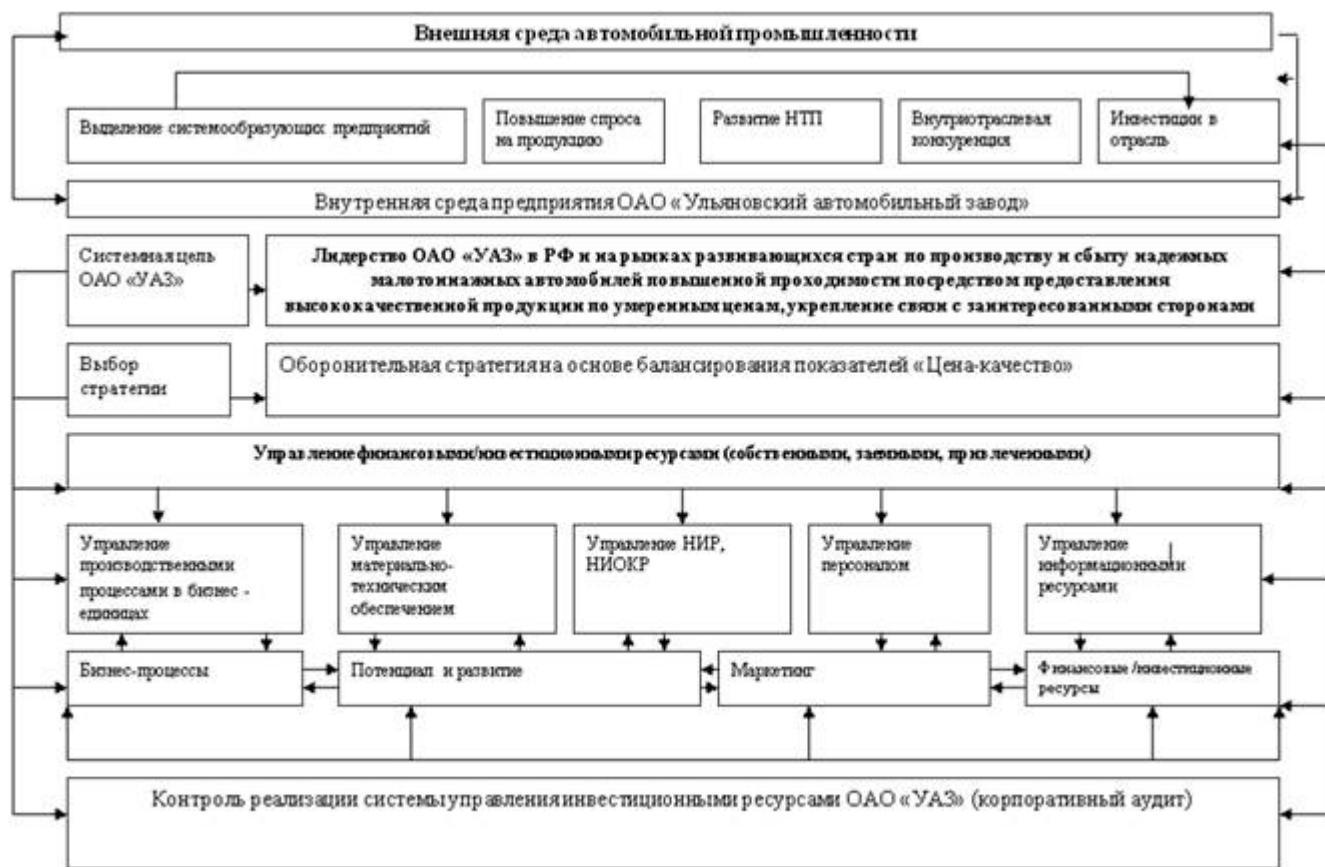 Внешняя среда автомобильной промышленности
Выделение системообразующих предприятий
Повышение спроса
на продукцию
Развитие НТП
Внутриотраслевая
конкуренция
Инвестиции в
отрасль
Внутренняя среда предприятия ОАО «Ульяновский автомобильный завод»
Системная цель
ОАО «УАЗ»
Лидерство ОАО «УАЗ» в РФ и на рынках развивающихся стран по производству и сбыту надежных
малотоннажных автомобилей повышенной проходимости посредством предоставления
высококачественной продукции по умеренным ценам, укрепление связи с заинтересованными сторонами
Выбор
стратегии
Оборонительная стратегия на основе балансирования показателей «Цена-качество»
Управление финансовыми/инвестиционными ресурсами (собственными, заемными, привлеченными)
Управление
производственными
процессами в бизнес -
единицах
Управление
материально-
техническим
обеспечением
Управление НИР,
НИОКР
Управление
персоналом
Управление
информационными
ресурсами
Бизнес-процессы
Потенциал и развитие
Маркетинг
Финансовые /инвестиционные
ресурсы
Контроль реализации системы управления инвестиционными ресурсами ОАО «УАЗ» (корпоративный аудит)